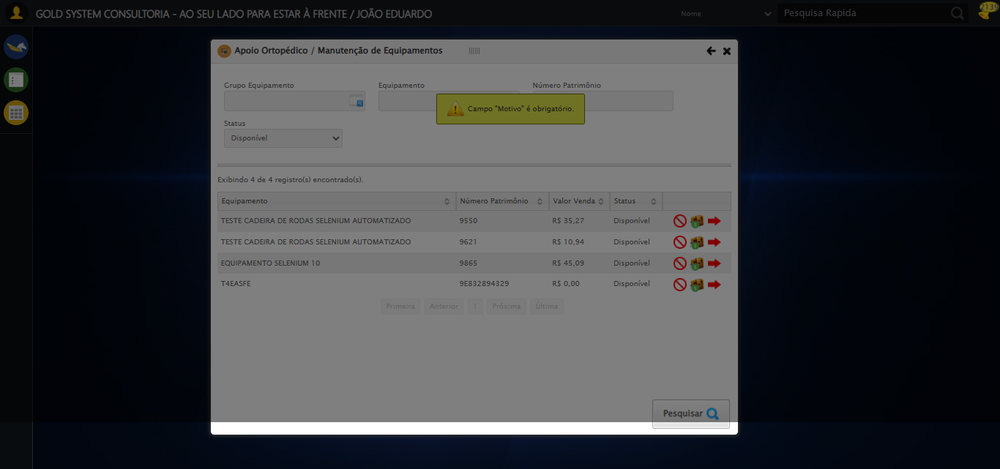 GOLD SYSTEM CONSULTORIA - AO SEU LADO PARA ESTAR À FRENTE / JOÃO EDUARDO
Nome
Pesquisa Rapida
2139
Apoio Ortopédico / Manutenção de Equipamentos
Grupo Equipamento
Equipamento
Número Patrimônio
Campo "Motivo" é obrigatório.
Status
Disponível
Exibindo 4 de 4 registro(s) encontrado(s).
Equipamento Número Patrimônio Valor Venda Status
TESTE CADEIRA DE RODAS SELENIUM AUTOMATIZADO 9550 R$ 35,27 Disponível
TESTE CADEIRA DE RODAS SELENIUM AUTOMATIZADO 9621 R$ 10,94 Disponível
EQUIPAMENTO SELENIUM 10 9865 R$ 45,09 Disponível
T4EASFE 9E832894329 R$ 0,00 Disponível
Primeira Anterior 1 Próxima Última
Pesquisar